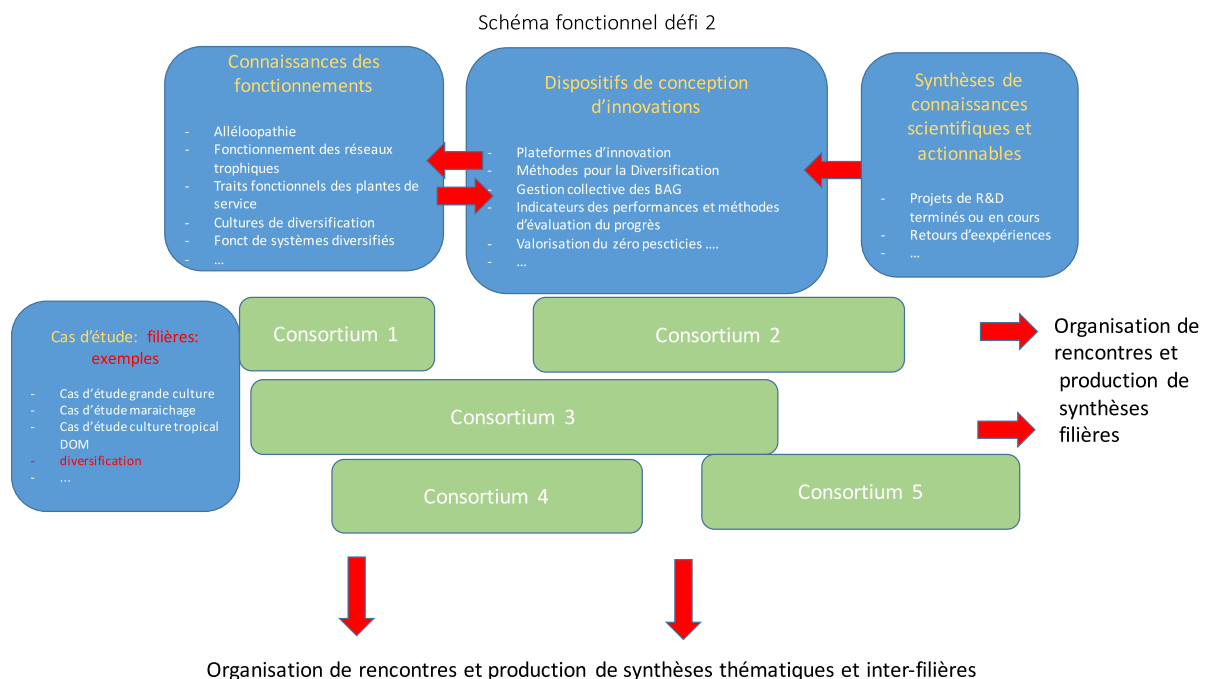 Schéma fonctionnel défi 2
Connaissances des
fonctionnements
- Alléloopathie
- Fonctionnement des réseaux
trophiques
- Traits fonctionnels des plantes de
service
- Cultures de diversification
- Fonct de systèmes diversifiés
- …
Dispositifs de conception
d’innovations
- Plateformes d’innovation
- Méthodes pour la Diversification
- Gestion collective des BAG
- Indicateurs des performances et méthodes
d’évaluation du progrès
- Valorisation du zéro pescticies ….
- …
Synthèses de
connaissances
scientifiques et
actionnables
- Projets de R&D
terminés ou en cours
- Retours d’eexpériences
- …
Cas d’étude: filières:
exemples
- Cas d’étude grande culture
- Cas d’étude maraichage
- Cas d’étude culture tropical
DOM
- diversification
- ...
Consortium 1
Consortium 2
Consortium 3
Consortium 4
Consortium 5
Organisation de
rencontres et
production de
synthèses
filières
Organisation de rencontres et production de synthèses thématiques et inter-filières